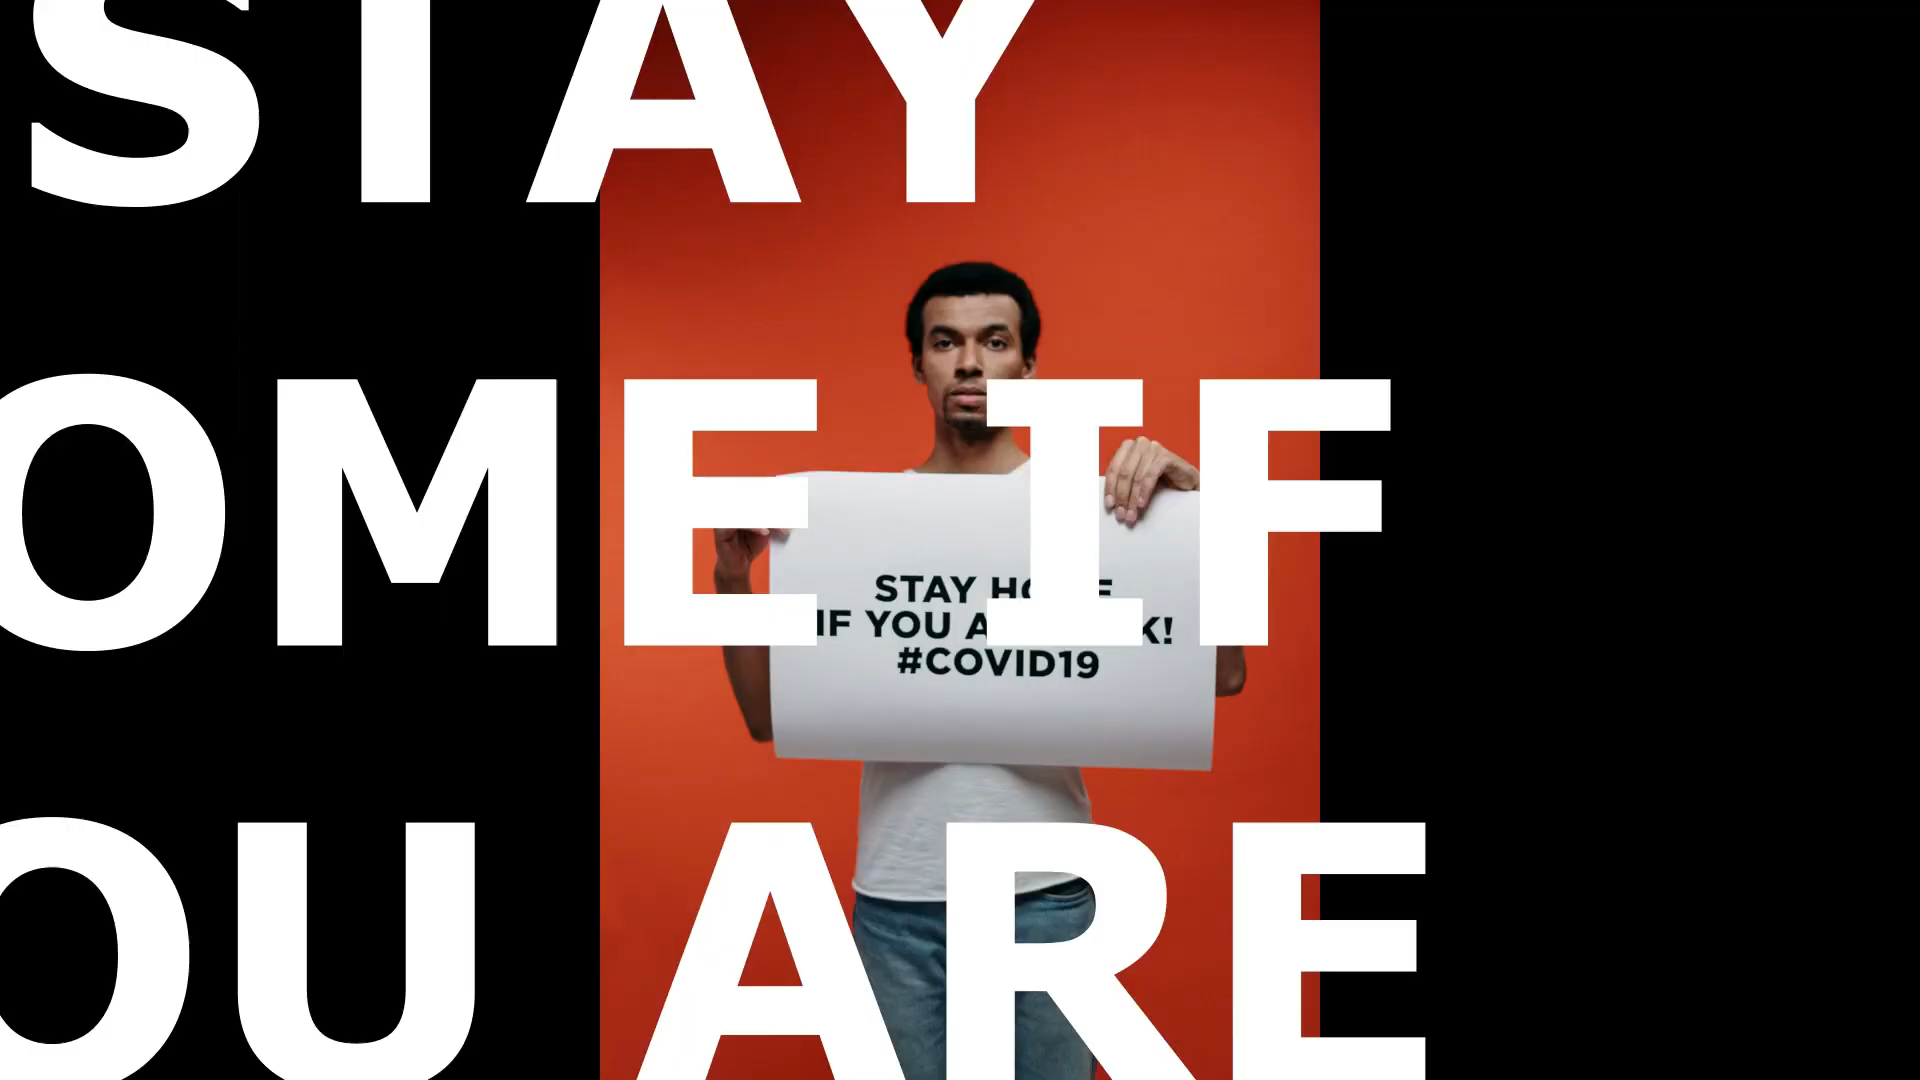 STAY
OME IF
OU ARE
STAY
IF YOU
#COVID19